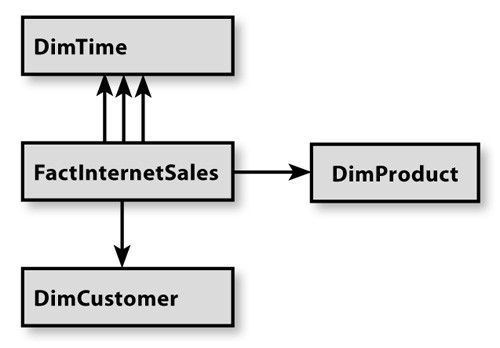 DimTime
FactInternetSales
DimProduct
DimCustomer